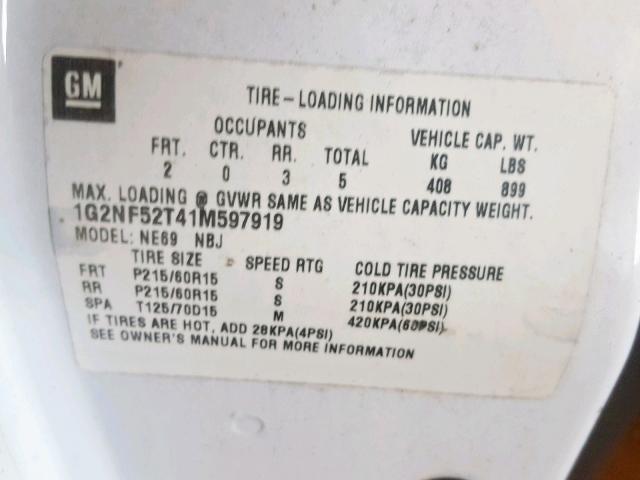 GM
TIRE-LOADING INFORMATION
OCCUPANTS VEHICLE CAP. WT.
FRT. CTR. RR. TOTAL KG LBS
2 0 3 5 408 899
MAX. LOADING @ GVWR SAME AS VEHICLE CAPACITY WEIGHT.
1G2NF52T41M597919
MODEL: NE69 NBJ
TIRE SIZE SPEED RTG COLD TIRE PRESSURE
FRT P215/60R15 S 210KPA(30PSI)
RR P215/60R15 S 210KPA(30PSI)
SPA T125/70D15 M 420KPA(60PSI)
IF TIRES ARE HOT, ADD 28KPA(4PSI)
SEE OWNER'S MANUAL FOR MORE INFORMATION